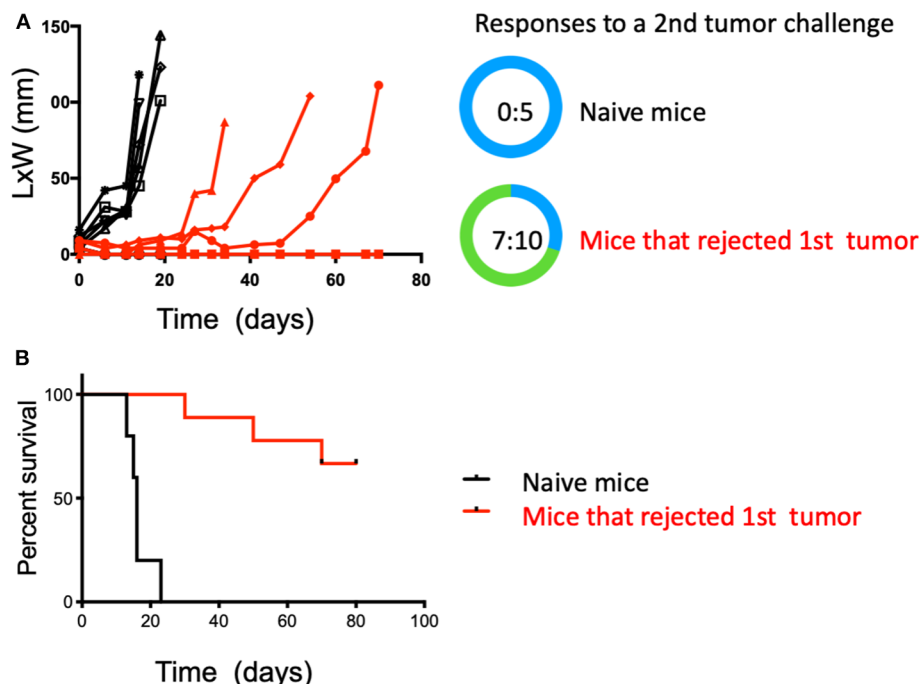 A
Responses to a 2nd tumor challenge
LxW (mm)
150
00
50
0
0
20
40
60
80
Time (days)
0:5
Naive mice
7:10
Mice that rejected 1st tumor
B
Percent survival
100
50
0
0
20
40
60
80
100
Time (days)
Naive mice
Mice that rejected 1st tumor